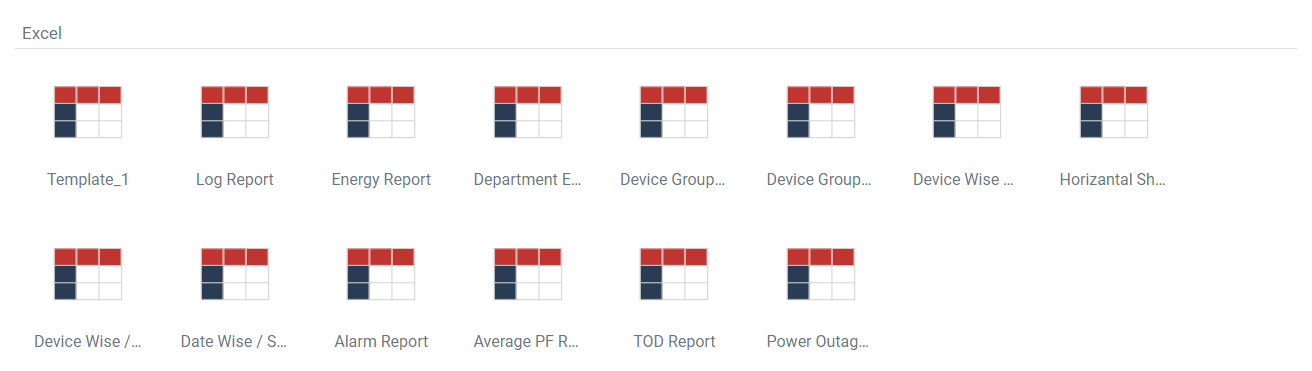 Excel
Template_1
Log Report
Energy Report
Department E...
Device Group...
Device Group...
Device Wise ...
Horizantal Sh...
Device Wise /...
Date Wise / S...
Alarm Report
Average PF R...
TOD Report
Power Outag...